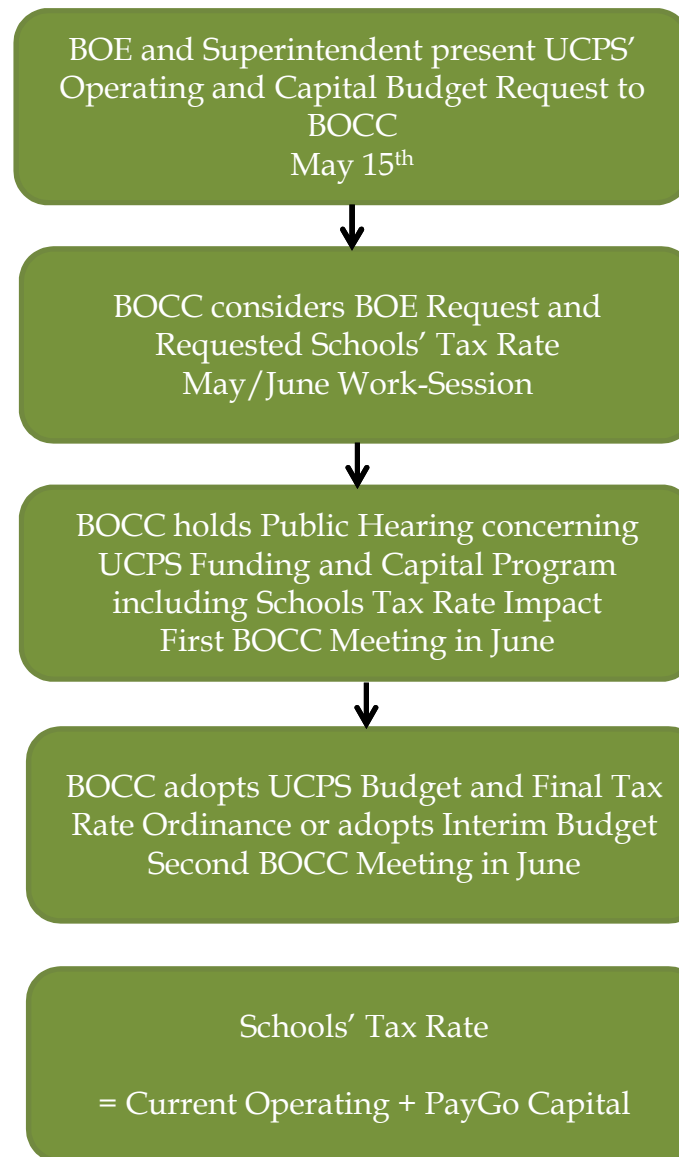 BOE and Superintendent present UCPS’
Operating and Capital Budget Request to
BOCC
May 15th
BOCC considers BOE Request and
Requested Schools’ Tax Rate
May/June Work-Session
BOCC holds Public Hearing concerning
UCPS Funding and Capital Program
including Schools Tax Rate Impact
First BOCC Meeting in June
BOCC adopts UCPS Budget and Final Tax
Rate Ordinance or adopts Interim Budget
Second BOCC Meeting in June
Schools’ Tax Rate
= Current Operating + PayGo Capital